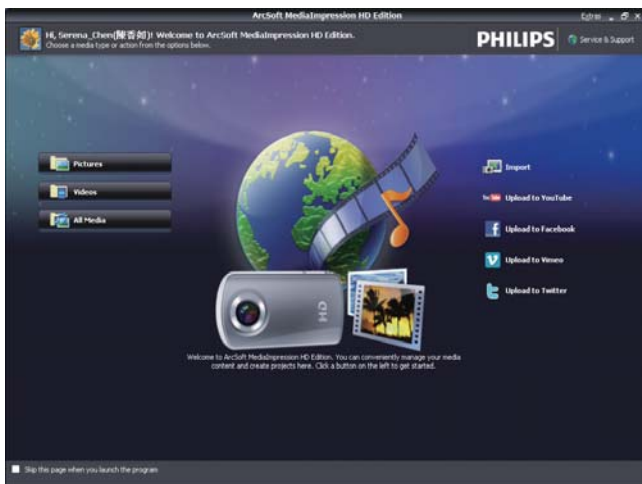 ArcSoft MediaImpression HD Edition
Extras
Hi, Serena_Chen(陳香如)! Welcome to ArcSoft MediaImpression HD Edition.
Choose a media type or action from the options below.
PHILIPS
Service & Support
Pictures
Videos
All Media
Import
YouTube Upload to YouTube
f Upload to Facebook
V Upload to Vimeo
t Upload to Twitter
HD
Welcome to ArcSoft MediaImpression HD Edition. You can conveniently manage your media
content and create projects here. Click a button on the left to get started.
Skip this page when you launch the program